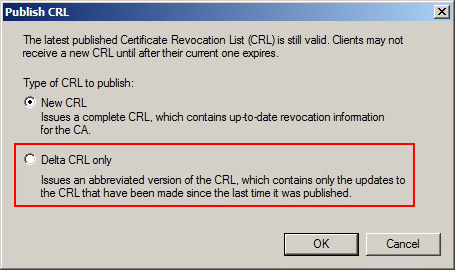 Publish CRL
The latest published Certificate Revocation List (CRL) is still valid. Clients may not
receive a new CRL until after their current one expires.
Type of CRL to publish:
New CRL
Issues a complete CRL, which contains up-to-date revocation information
for the CA.
Delta CRL only
Issues an abbreviated version of the CRL, which contains only the updates to
the CRL that have been made since the last time it was published.
OK
Cancel